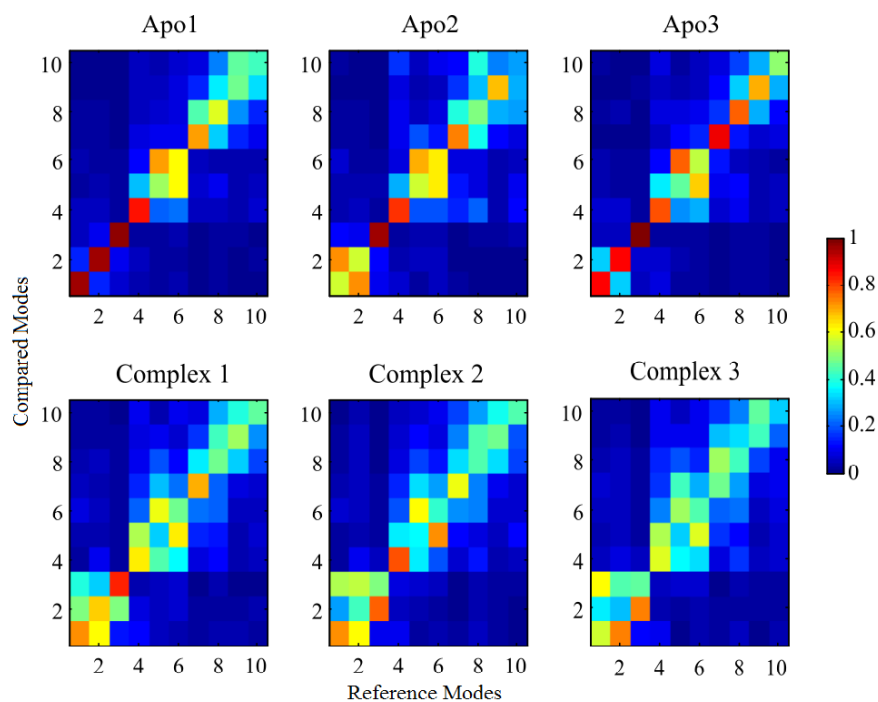 Apo1 Apo2 Apo3
10 10 10
8 8 8
6 6 6
4 4 4
2 2 2
2 4 6 8 10 2 4 6 8 10 2 4 6 8 10
1
0.8
0.6
0.4
0.2
0
Compared Modes
Complex 1 Complex 2 Complex 3
10 10 10
8 8 8
6 6 6
4 4 4
2 2 2
2 4 6 8 10 2 4 6 8 10 2 4 6 8 10
Reference Modes